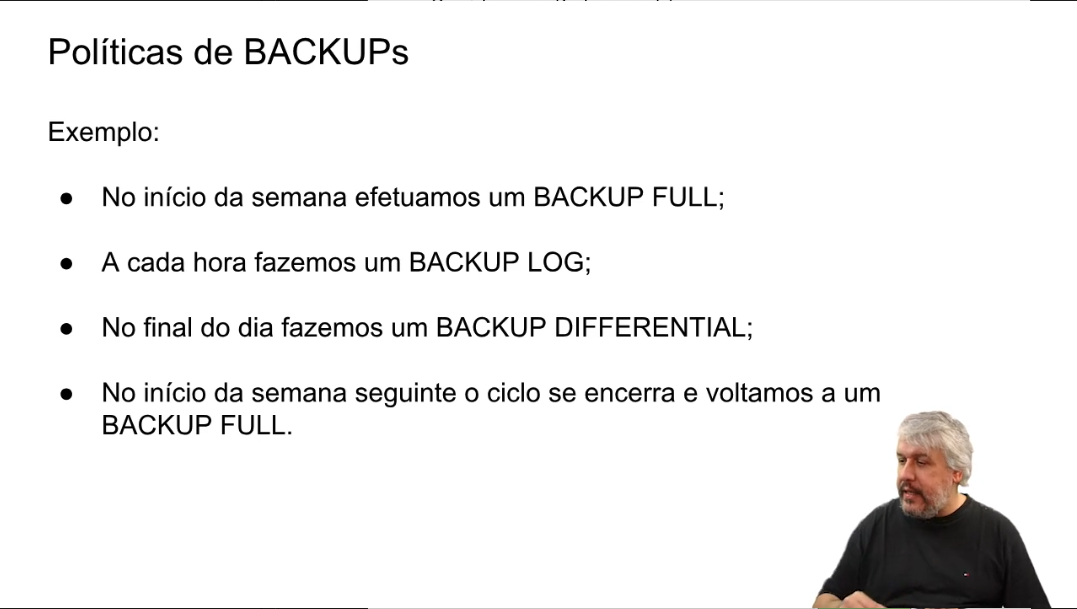 Políticas de BACKUPs
Exemplo:
● No início da semana efetuamos um BACKUP FULL;
● A cada hora fazemos um BACKUP LOG;
● No final do dia fazemos um BACKUP DIFFERENTIAL;
● No início da semana seguinte o ciclo se encerra e voltamos a um
BACKUP FULL.